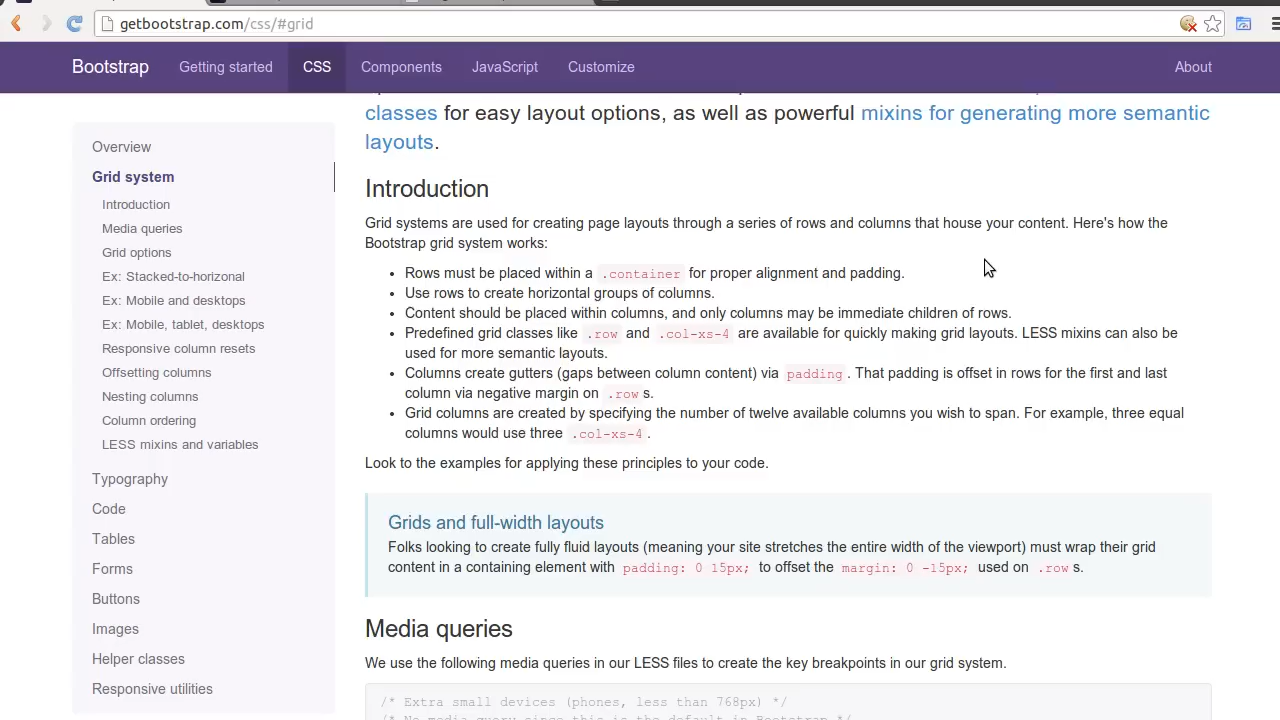 getbootstrap.com/css/#grid
Bootstrap Getting started CSS Components JavaScript Customize About
classes for easy layout options, as well as powerful mixins for generating more semantic
layouts.
Overview
Grid system
Introduction
Media queries
Grid options
Ex: Stacked-to-horizonal
Ex: Mobile and desktops
Ex: Mobile, tablet, desktops
Responsive column resets
Offsetting columns
Nesting columns
Column ordering
LESS mixins and variables
Typography
Code
Tables
Forms
Buttons
Images
Helper classes
Responsive utilities
Introduction
Grid systems are used for creating page layouts through a series of rows and columns that house your content. Here's how the
Bootstrap grid system works:
• Rows must be placed within a .container for proper alignment and padding.
• Use rows to create horizontal groups of columns.
• Content should be placed within columns, and only columns may be immediate children of rows.
• Predefined grid classes like .row and .col-xs-4 are available for quickly making grid layouts. LESS mixins can also be
used for more semantic layouts.
• Columns create gutters (gaps between column content) via padding. That padding is offset in rows for the first and last
column via negative margin on .row s.
• Grid columns are created by specifying the number of twelve available columns you wish to span. For example, three equal
columns would use three .col-xs-4.
Look to the examples for applying these principles to your code.
Grids and full-width layouts
Folks looking to create fully fluid layouts (meaning your site stretches the entire width of the viewport) must wrap their grid
content in a containing element with padding: 0 15px; to offset the margin: 0 -15px; used on .row s.
Media queries
We use the following media queries in our LESS files to create the key breakpoints in our grid system.
/* Extra small devices (phones, less than 768px) */
/* No media query since this is the default in Bootstrap */